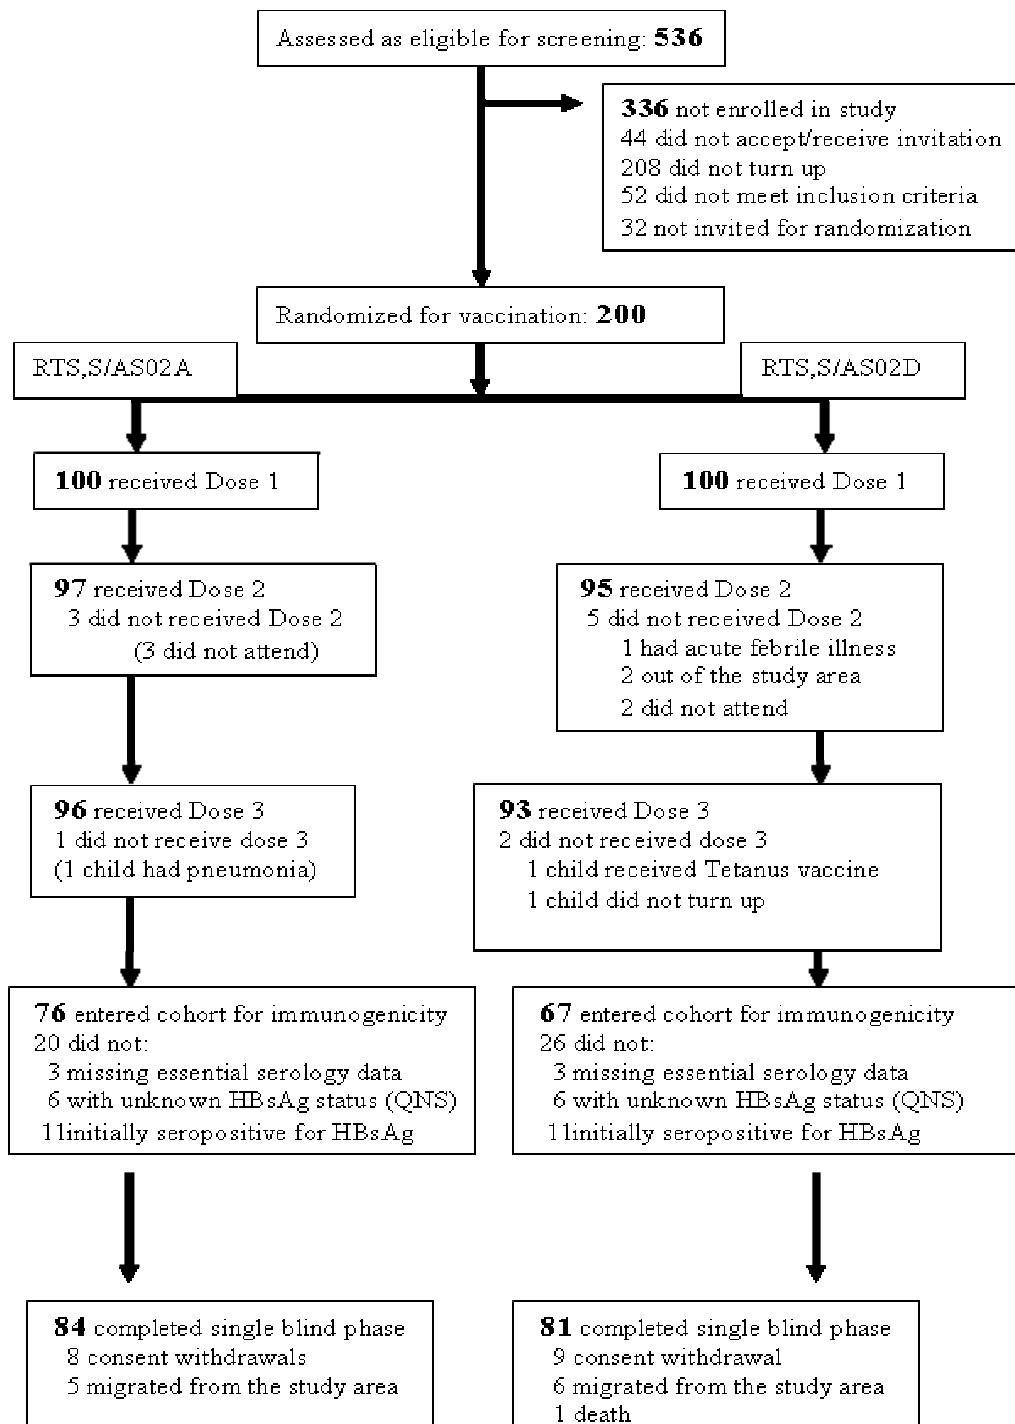 Assessed as eligible for screening: 536
336 not enrolled in study
44 did not accept/receive invitation
208 did not turn up
52 did not meet inclusion criteria
32 not invited for randomization
Randomized for vaccination: 200
RTS,S/AS02A
RTS,S/AS02D
100 received Dose 1
100 received Dose 1
97 received Dose 2
3 did not received Dose 2
(3 did not attend)
95 received Dose 2
5 did not received Dose 2
1 had acute febrile illness
2 out of the study area
2 did not attend
96 received Dose 3
1 did not receive dose 3
(1 child had pneumonia)
93 received Dose 3
2 did not received dose 3
1 child received Tetanus vaccine
1 child did not turn up
76 entered cohort for immunogenicity
20 did not:
3 missing essential serology data
6 with unknown HBsAg status (QNS)
11initially seropositive for HBsAg
67 entered cohort for immunogenicity
26 did not:
3 missing essential serology data
6 with unknown HBsAg status (QNS)
11initially seropositive for HBsAg
84 completed single blind phase
8 consent withdrawals
5 migrated from the study area
81 completed single blind phase
9 consent withdrawal
6 migrated from the study area
1 death